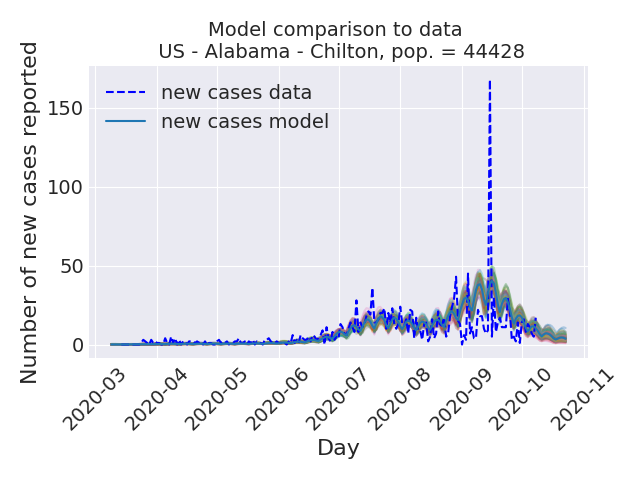 Model comparison to data
US - Alabama - Chilton, pop. = 44428
Number of new cases reported
150
100
50
0
new cases data
new cases model
2020-03
2020-04
2020-05
2020-06
2020-07
2020-08
2020-09
2020-10
2020-11
Day